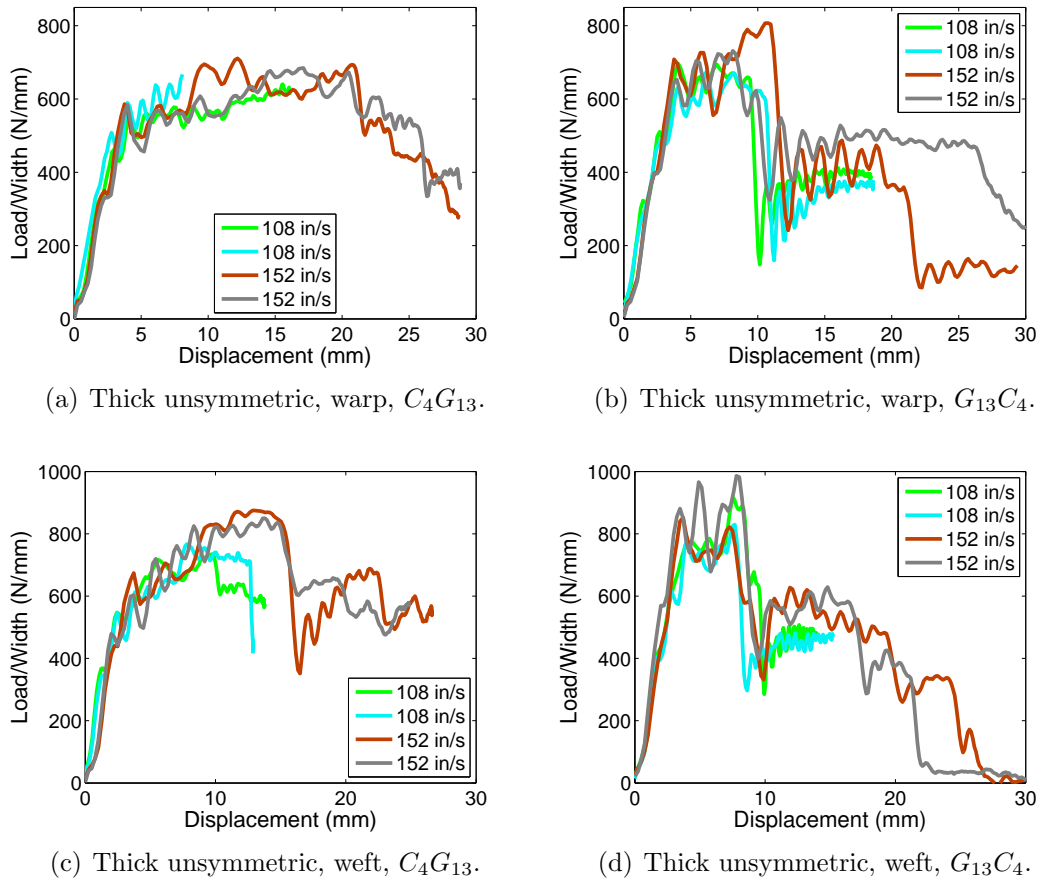 800
600
400
200
0
Load/Width (N/mm)
108 in/s
108 in/s
152 in/s
152 in/s
0 5 10 15 20 25 30
Displacement (mm)
(a) Thick unsymmetric, warp, C₄G₁₃.
800
600
400
200
0
Load/Width (N/mm)
108 in/s
108 in/s
152 in/s
152 in/s
0 5 10 15 20 25 30
Displacement (mm)
(b) Thick unsymmetric, warp, G₁₃C₄.
1000
800
600
400
200
0
Load/Width (N/mm)
108 in/s
108 in/s
152 in/s
152 in/s
0 10 20 30
Displacement (mm)
(c) Thick unsymmetric, weft, C₄G₁₃.
1000
800
600
400
200
0
Load/Width (N/mm)
108 in/s
108 in/s
152 in/s
152 in/s
0 10 20 30
Displacement (mm)
(d) Thick unsymmetric, weft, G₁₃C₄.